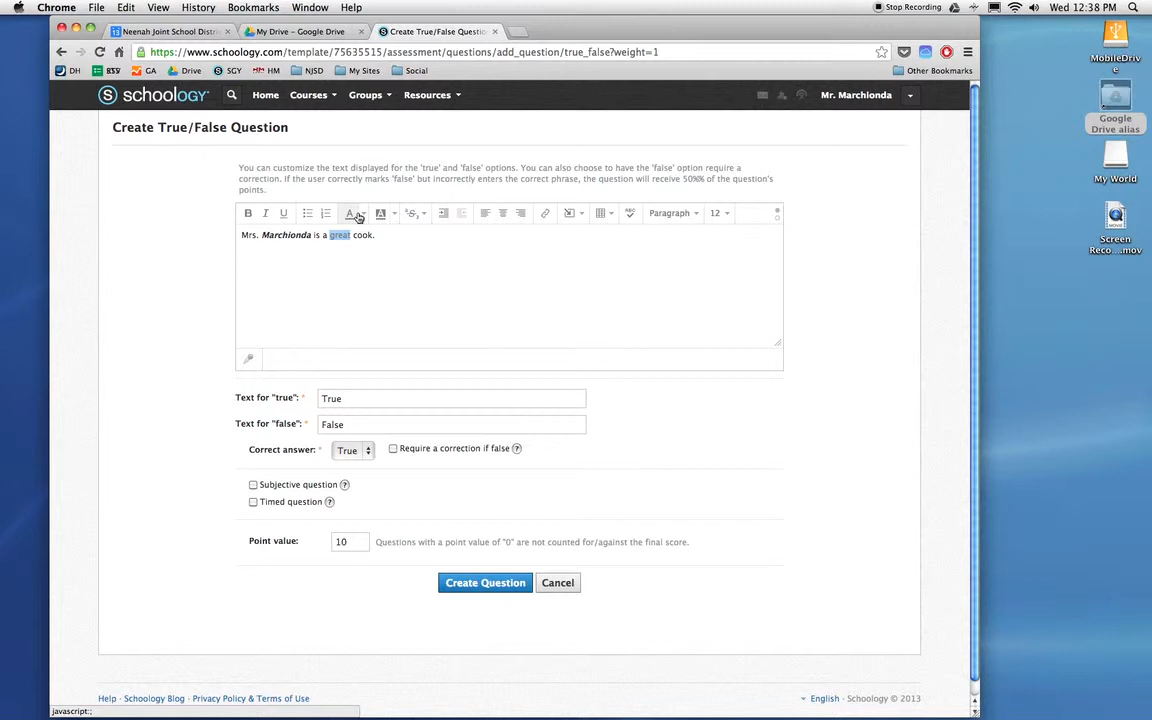 Chrome File Edit View History Bookmarks Window Help Stop Recording Wed 12:38 PM
Neenah Joint School Distri My Drive - Google Drive Create True/False Questio
https://www.schoology.com/template/75635515/assessment/questions/add_question/true_false?weight=1
DH GA Drive SGY HM NJSD My Sites Social Other Bookmarks
S schoology Home Courses Groups Resources Mr. Marchionda
MobileDriv
e
Google
Drive alias
My World
Screen
Reco....mov
Create True/False Question
You can customize the text displayed for the 'true' and 'false' options. You can also choose to have the 'false' option require a
correction. If the user correctly marks 'false' but incorrectly enters the correct phrase, the question will receive 50%% of the question's
points.
B I U A A S Paragraph 12
Mrs. Marchionda is a great cook.
Text for "true": * True
Text for "false": * False
Correct answer: * True Require a correction if false ?
Subjective question ?
Timed question ?
Point value: 10 Questions with a point value of "0" are not counted for/against the final score.
Create Question Cancel
Help · Schoology Blog · Privacy Policy & Terms of Use English · Schoology © 2013
javascript:;